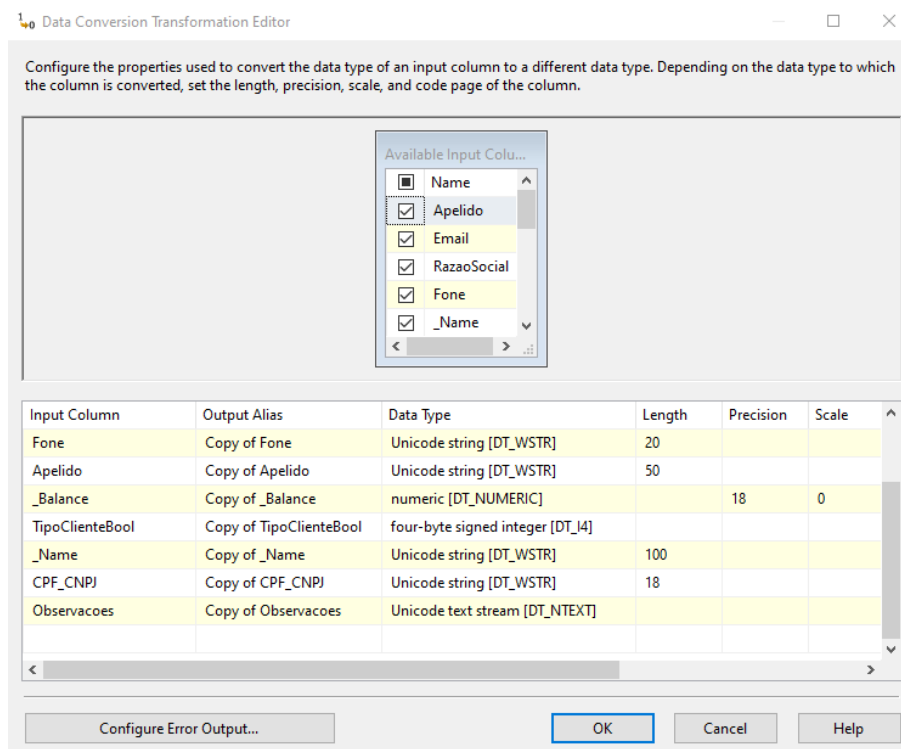 Data Conversion Transformation Editor
Configure the properties used to convert the data type of an input column to a different data type. Depending on the data type to which
the column is converted, set the length, precision, scale, and code page of the column.
Available Input Colu...
Name
Apelido
Email
RazaoSocial
Fone
_Name
Input Column Output Alias Data Type Length Precision Scale
Fone Copy of Fone Unicode string [DT_WSTR] 20
Apelido Copy of Apelido Unicode string [DT_WSTR] 50
_Balance Copy of _Balance numeric [DT_NUMERIC] 18 0
TipoClienteBool Copy of TipoClienteBool four-byte signed integer [DT_I4]
_Name Copy of _Name Unicode string [DT_WSTR] 100
CPF_CNPJ Copy of CPF_CNPJ Unicode string [DT_WSTR] 18
Observacoes Copy of Observacoes Unicode text stream [DT_NTEXT]
Configure Error Output... OK Cancel Help